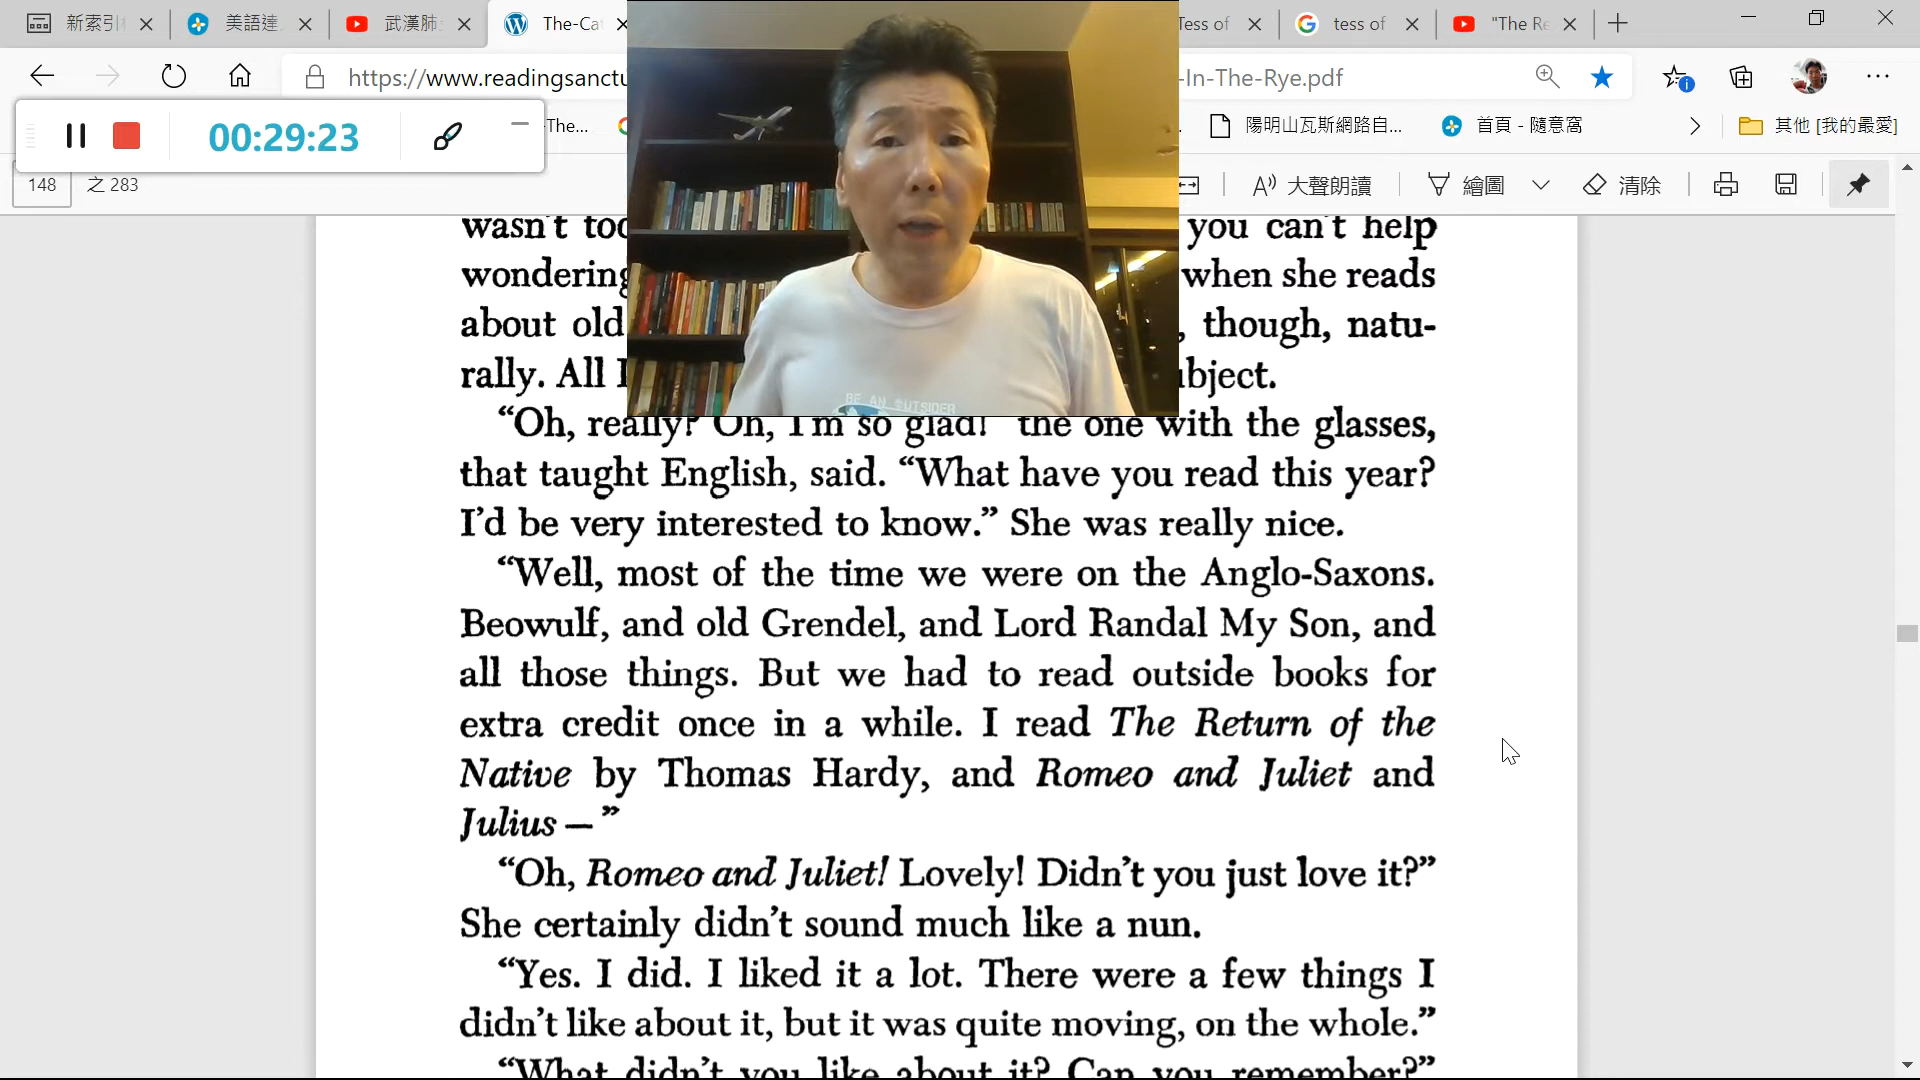 新索引
美語達
武漢肺
The-Ca
Tess of
tess of
"The Re
https://www.readingsanctu
-In-The-Rye.pdf
00:29:23
The...
陽明山瓦斯網路自...
首頁 - 隨意窩
其他 [我的最愛]
148
之 283
大聲朗讀
繪圖
清除
wasn't too
you can't help
wondering
when she reads
about old
, though, natu-
rally. All I
bject.
BE AN OUTSIDER
“Oh, really? Oh, I'm so glad!” the one with the glasses,
that taught English, said. “What have you read this year?
I'd be very interested to know.” She was really nice.
“Well, most of the time we were on the Anglo-Saxons.
Beowulf, and old Grendel, and Lord Randal My Son, and
all those things. But we had to read outside books for
extra credit once in a while. I read The Return of the
Native by Thomas Hardy, and Romeo and Juliet and
Julius—”
“Oh, Romeo and Juliet! Lovely! Didn't you just love it?”
She certainly didn't sound much like a nun.
“Yes. I did. I liked it a lot. There were a few things I
didn't like about it, but it was quite moving, on the whole.”
“What didn't you like about it? Can you remember?”